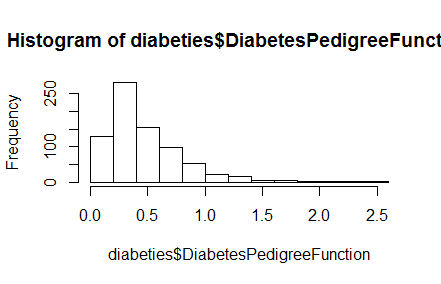 Histogram of diabeties$DiabetesPedigreeFunct
Frequency
250
100
0
0.0 0.5 1.0 1.5 2.0 2.5
diabeties$DiabetesPedigreeFunction